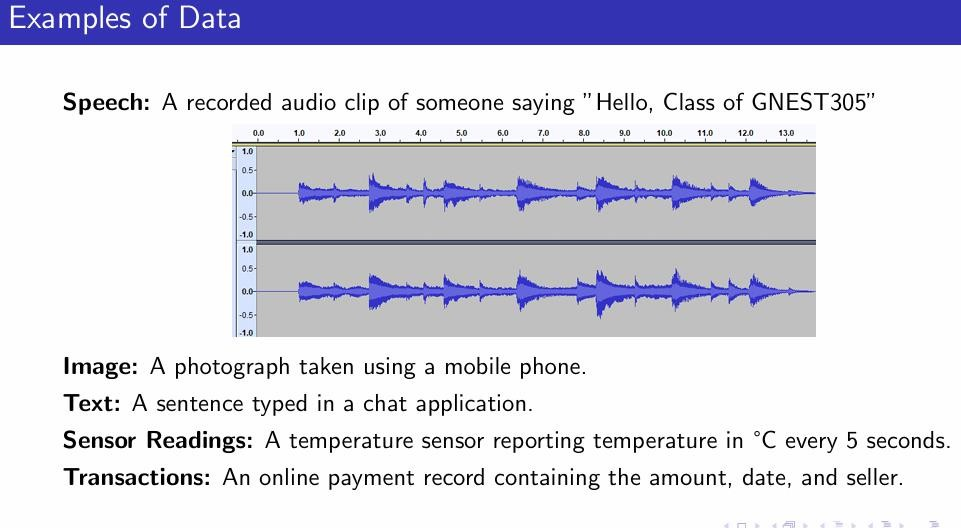 Examples of Data
Speech: A recorded audio clip of someone saying ”Hello, Class of GNEST305”
0.0 1.0 2.0 3.0 4.0 5.0 6.0 7.0 8.0 9.0 10.0 11.0 12.0 13.0
1.0
0.5
0.0
-0.5
-1.0
1.0
0.5
0.0
-0.5
-1.0
Image: A photograph taken using a mobile phone.
Text: A sentence typed in a chat application.
Sensor Readings: A temperature sensor reporting temperature in °C every 5 seconds.
Transactions: An online payment record containing the amount, date, and seller.